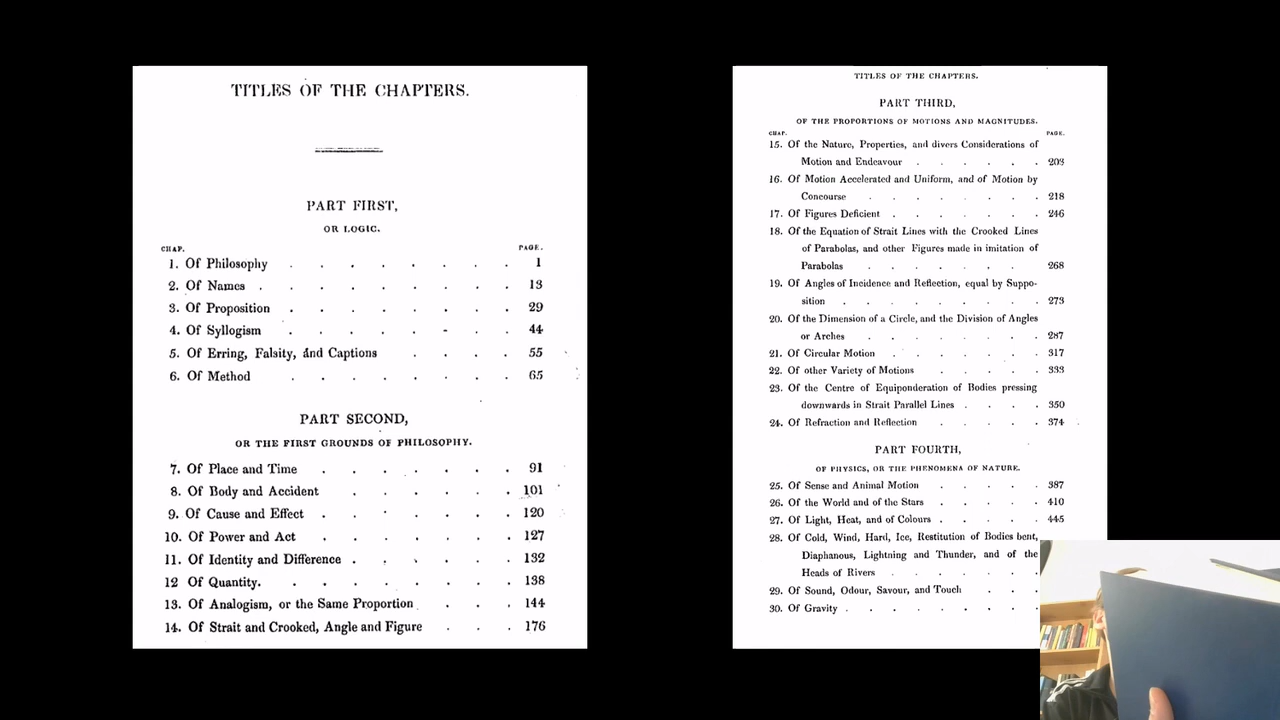 TITLES OF THE CHAPTERS.
PART FIRST,
OR LOGIC.
CHAP. PAGE.
1. Of Philosophy . . . . . . . . 1
2. Of Names . . . . . . . . . 13
3. Of Proposition . . . . . . . . 29
4. Of Syllogism . . . . . . . . 44
5. Of Erring, Falsity, and Captions . . . . 55
6. Of Method . . . . . . . . 65
PART SECOND,
OR THE FIRST GROUNDS OF PHILOSOPHY.
7. Of Place and Time . . . . . . . 91
8. Of Body and Accident . . . . . . 101
9. Of Cause and Effect . . . . . . . 120
10. Of Power and Act . . . . . . . 127
11. Of Identity and Difference . . . . . . 132
12 Of Quantity. . . . . . . . . 138
13. Of Analogism, or the Same Proportion . . . 144
14. Of Strait and Crooked, Angle and Figure . . . 176
TITLES OF THE CHAPTERS.
PART THIRD,
OF THE PROPORTIONS OF MOTIONS AND MAGNITUDES.
CHAP. PAGE.
15. Of the Nature, Properties, and divers Considerations of
Motion and Endeavour . . . . . . 203
16. Of Motion Accelerated and Uniform, and of Motion by
Concourse . . . . . . . 218
17. Of Figures Deficient . . . . . . 246
18. Of the Equation of Strait Lines with the Crooked Lines
of Parabolas, and other Figures made in imitation of
Parabolas . . . . . . . 268
19. Of Angles of Incidence and Reflection, equal by Suppo-
sition . . . . . . . 273
20. Of the Dimension of a Circle, and the Division of Angles
or Arches . . . . . . . 287
21. Of Circular Motion . . . . . . 317
22. Of other Variety of Motions . . . . . 333
23. Of the Centre of Equiponderation of Bodies pressing
downwards in Strait Parallel Lines . . . . 350
24. Of Refraction and Reflection . . . . 374
PART FOURTH,
OF PHYSICS, OR THE PHENOMENA OF NATURE.
25. Of Sense and Animal Motion . . . . 387
26. Of the World and of the Stars . . . . 410
27. Of Light, Heat, and of Colours . . . . . 445
28. Of Cold, Wind, Hard, Ice, Restitution of Bodies bent,
Diaphanous, Lightning and Thunder, and of the
Heads of Rivers . . . . . .
29. Of Sound, Odour, Savour, and Touch . . .
30. Of Gravity . . . . . . . .